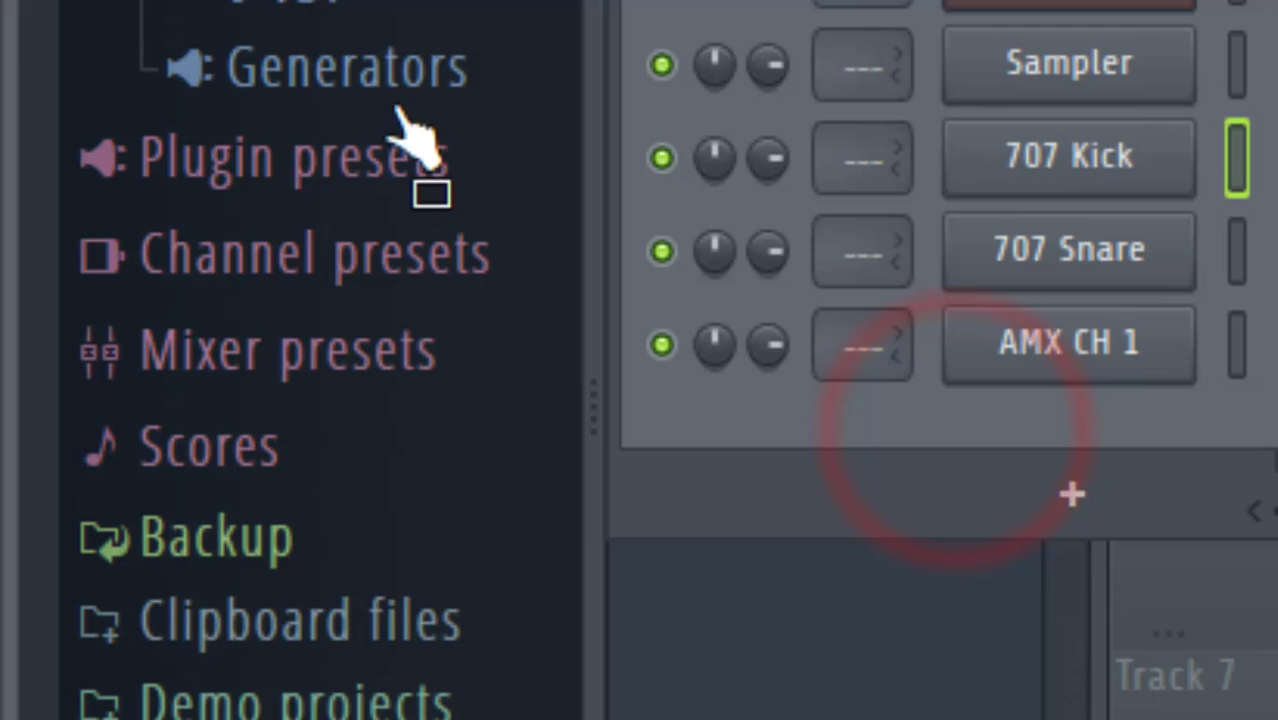 Generators
Plugin presets
Channel presets
Mixer presets
Scores
Backup
Clipboard files
Demo projects
Sampler
707 Kick
707 Snare
AMX CH 1
Track 7